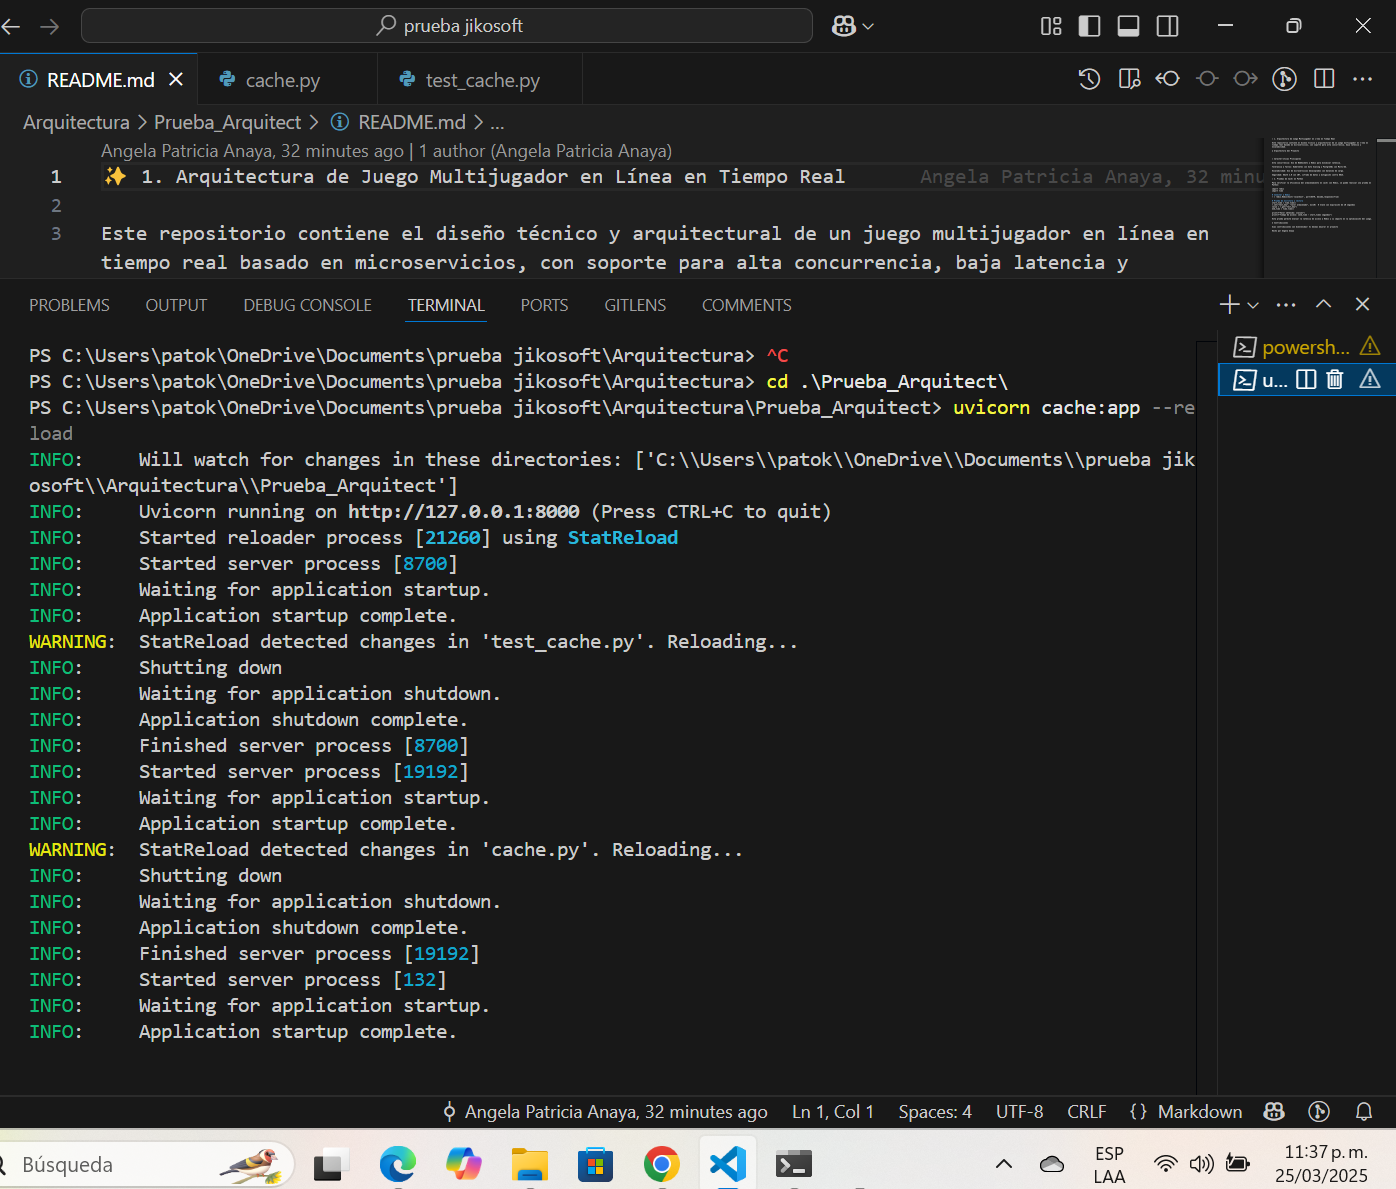 prueba jikosoft
README.md
cache.py
test_cache.py
Arquitectura > Prueba_Arquitect > README.md > ...
Angela Patricia Anaya, 32 minutes ago | 1 author (Angela Patricia Anaya)
1 ✨ 1. Arquitectura de Juego Multijugador en Línea en Tiempo Real Angela Patricia Anaya, 32 minu
2
3 Este repositorio contiene el diseño técnico y arquitectural de un juego multijugador en línea en
tiempo real basado en microservicios, con soporte para alta concurrencia, baja latencia y
PROBLEMS OUTPUT DEBUG CONSOLE TERMINAL PORTS GITLENS COMMENTS
powersh...
u...
PS C:\Users\patok\OneDrive\Documents\prueba jikosoft\Arquitectura> ^C
PS C:\Users\patok\OneDrive\Documents\prueba jikosoft\Arquitectura> cd .\Prueba_Arquitect\
PS C:\Users\patok\OneDrive\Documents\prueba jikosoft\Arquitectura\Prueba_Arquitect> uvicorn cache:app --re
load
INFO: Will watch for changes in these directories: ['C:\\Users\\patok\\OneDrive\\Documents\\prueba jik
osoft\\Arquitectura\\Prueba_Arquitect']
INFO: Uvicorn running on http://127.0.0.1:8000 (Press CTRL+C to quit)
INFO: Started reloader process [21260] using StatReload
INFO: Started server process [8700]
INFO: Waiting for application startup.
INFO: Application startup complete.
WARNING: StatReload detected changes in 'test_cache.py'. Reloading...
INFO: Shutting down
INFO: Waiting for application shutdown.
INFO: Application shutdown complete.
INFO: Finished server process [8700]
INFO: Started server process [19192]
INFO: Waiting for application startup.
INFO: Application startup complete.
WARNING: StatReload detected changes in 'cache.py'. Reloading...
INFO: Shutting down
INFO: Waiting for application shutdown.
INFO: Application shutdown complete.
INFO: Finished server process [19192]
INFO: Started server process [132]
INFO: Waiting for application startup.
INFO: Application startup complete.
Angela Patricia Anaya, 32 minutes ago Ln 1, Col 1 Spaces: 4 UTF-8 CRLF {} Markdown
Búsqueda
ESP
LAA
11:37 p. m.
25/03/2025